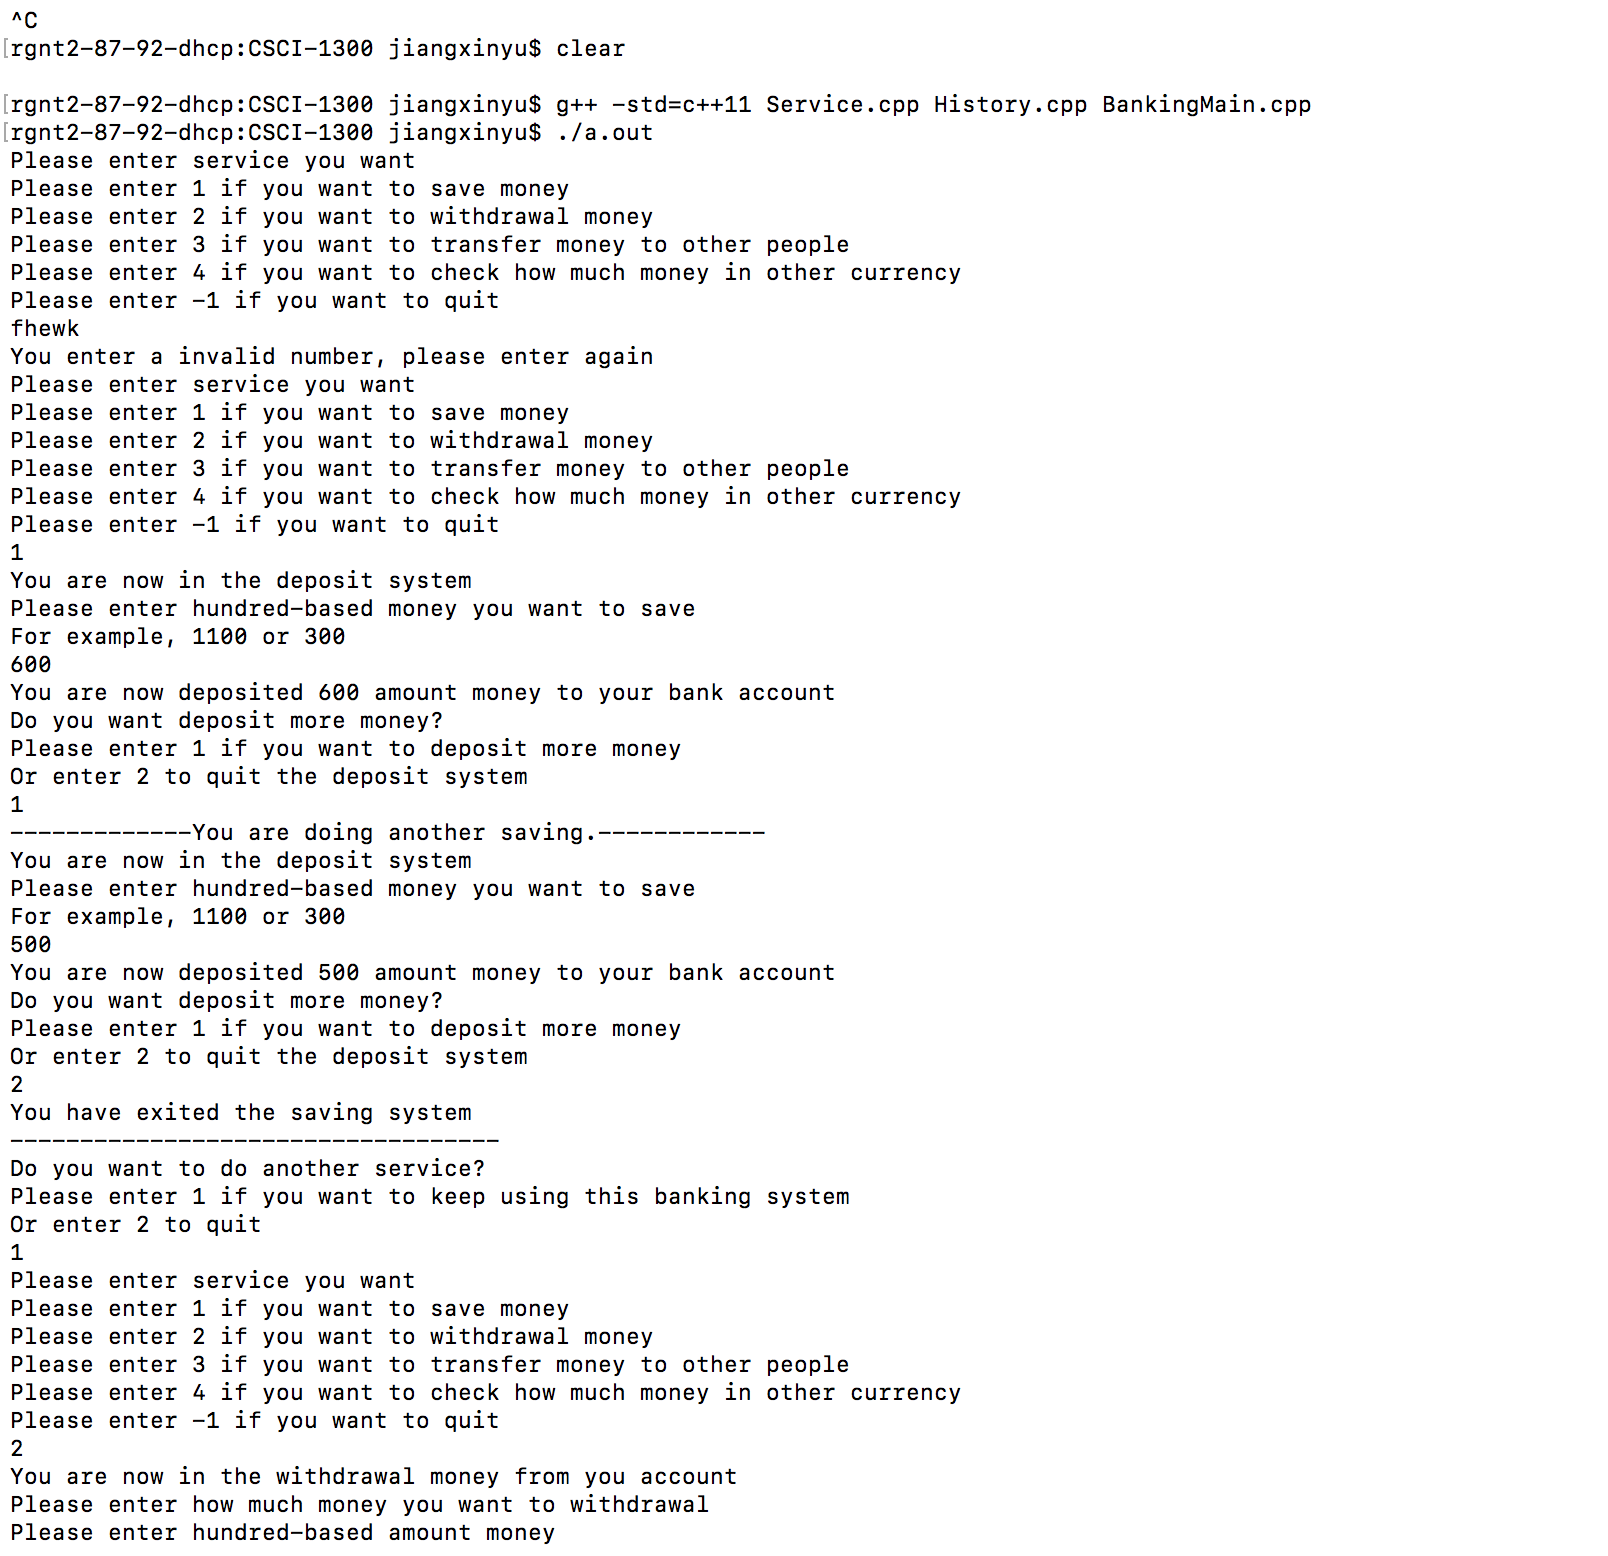 ^C
[rgnt2-87-92-dhcp:CSCI-1300 jiangxinyu$ clear
[rgnt2-87-92-dhcp:CSCI-1300 jiangxinyu$ g++ -std=c++11 Service.cpp History.cpp BankingMain.cpp
[rgnt2-87-92-dhcp:CSCI-1300 jiangxinyu$ ./a.out
Please enter service you want
Please enter 1 if you want to save money
Please enter 2 if you want to withdrawal money
Please enter 3 if you want to transfer money to other people
Please enter 4 if you want to check how much money in other currency
Please enter -1 if you want to quit
fhewk
You enter a invalid number, please enter again
Please enter service you want
Please enter 1 if you want to save money
Please enter 2 if you want to withdrawal money
Please enter 3 if you want to transfer money to other people
Please enter 4 if you want to check how much money in other currency
Please enter -1 if you want to quit
1
You are now in the deposit system
Please enter hundred-based money you want to save
For example, 1100 or 300
600
You are now deposited 600 amount money to your bank account
Do you want deposit more money?
Please enter 1 if you want to deposit more money
Or enter 2 to quit the deposit system
1
-------------You are doing another saving.------------
You are now in the deposit system
Please enter hundred-based money you want to save
For example, 1100 or 300
500
You are now deposited 500 amount money to your bank account
Do you want deposit more money?
Please enter 1 if you want to deposit more money
Or enter 2 to quit the deposit system
2
You have exited the saving system
-----------------------------------
Do you want to do another service?
Please enter 1 if you want to keep using this banking system
Or enter 2 to quit
1
Please enter service you want
Please enter 1 if you want to save money
Please enter 2 if you want to withdrawal money
Please enter 3 if you want to transfer money to other people
Please enter 4 if you want to check how much money in other currency
Please enter -1 if you want to quit
2
You are now in the withdrawal money from you account
Please enter how much money you want to withdrawal
Please enter hundred-based amount money